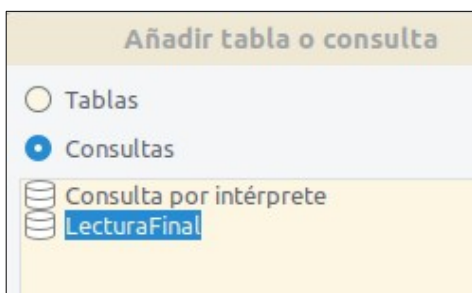 Añadir tabla o consulta
Tablas
Consultas
Consulta por intérprete
LecturaFinal